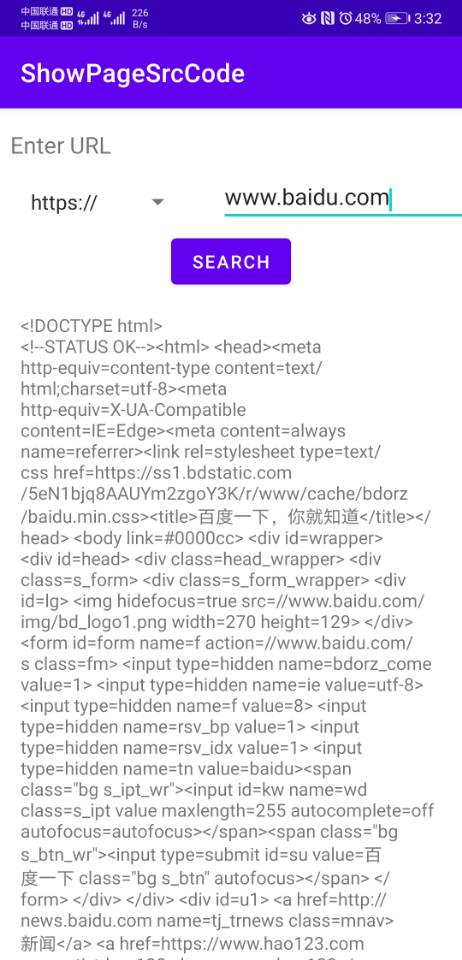 中国联通 HD 4G 4G 226 48% 3:32
中国联通 HD B/s
ShowPageSrcCode
Enter URL
https:// www.baidu.com
SEARCH
<!DOCTYPE html>
<!--STATUS OK--><html> <head><meta
http-equiv=content-type content=text/
html;charset=utf-8><meta
http-equiv=X-UA-Compatible
content=IE=Edge><meta content=always
name=referrer><link rel=stylesheet type=text/
css href=https://ss1.bdstatic.com
/5eN1bjq8AAUYm2zgoY3K/r/www/cache/bdorz
/baidu.min.css><title>百度一下，你就知道</title></
head> <body link=#0000cc> <div id=wrapper>
<div id=head> <div class=head_wrapper> <div
class=s_form> <div class=s_form_wrapper> <div
id=lg> <img hidefocus=true src=//www.baidu.com/
img/bd_logo1.png width=270 height=129> </div>
<form id=form name=f action=//www.baidu.com/
s class=fm> <input type=hidden name=bdorz_come
value=1> <input type=hidden name=ie value=utf-8>
<input type=hidden name=f value=8> <input
type=hidden name=rsv_bp value=1> <input
type=hidden name=rsv_idx value=1> <input
type=hidden name=tn value=baidu><span
class="bg s_ipt_wr"><input id=kw name=wd
class=s_ipt value maxlength=255 autocomplete=off
autofocus=autofocus></span><span class="bg
s_btn_wr"><input type=submit id=su value=百
度一下 class="bg s_btn" autofocus></span> </
form> </div> </div> <div id=u1> <a href=http://
news.baidu.com name=tj_trnews class=mnav>
新闻</a> <a href=https://www.hao123.com